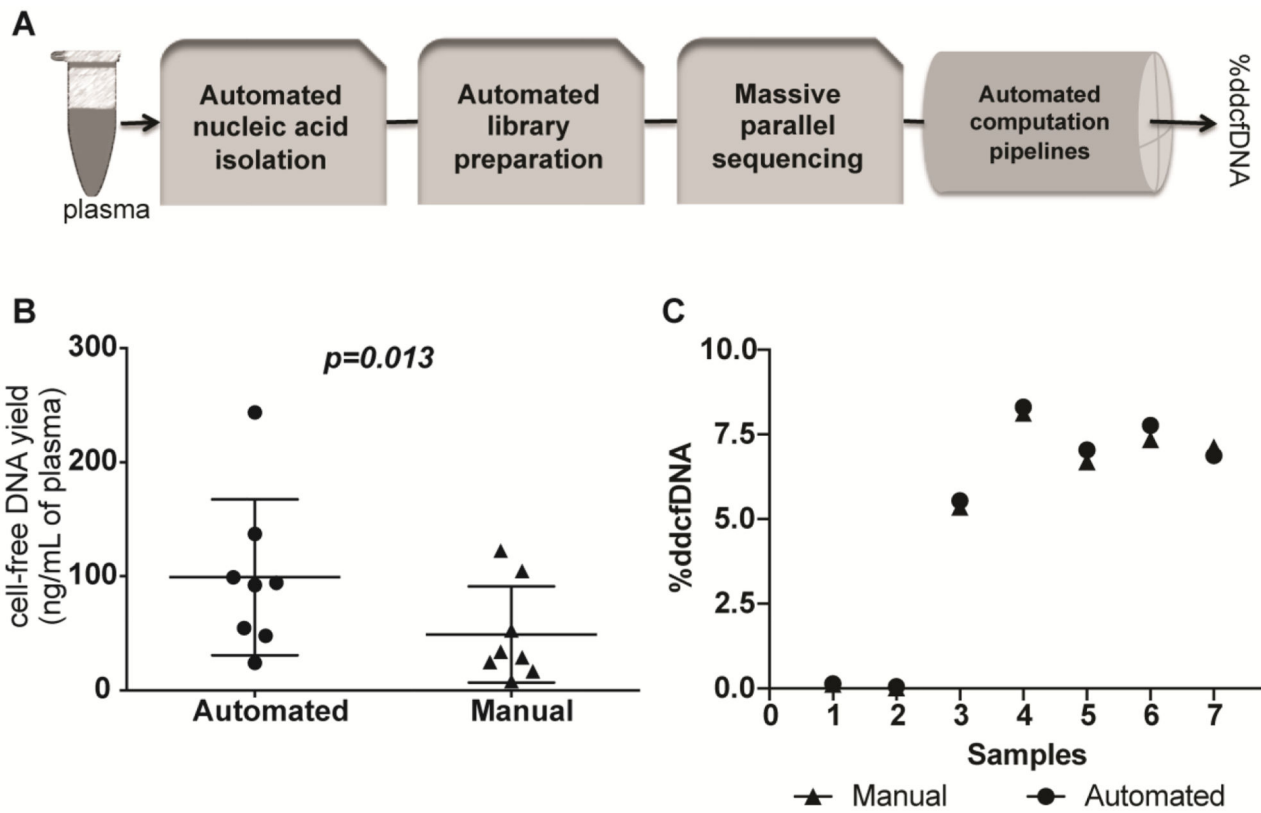 A
Automated
nucleic acid
isolation
Automated
library
preparation
Massive
parallel
sequencing
Automated
computation
pipelines
%ddcfDNA
plasma
B
300
200
100
0
cell-free DNA yield
(ng/mL of plasma)
p=0.013
Automated
Manual
C
10.0
7.5
5.0
2.5
0.0
%ddcfDNA
0 1 2 3 4 5 6 7
Samples
Manual
Automated